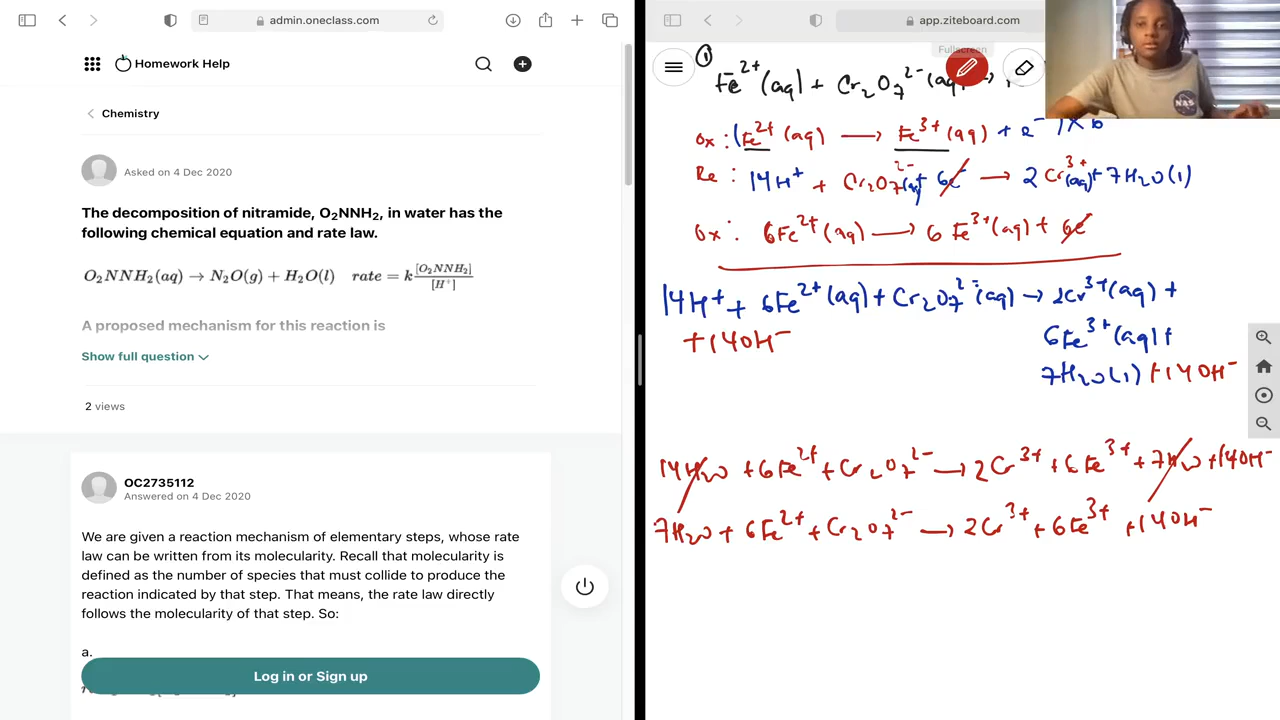 admin.oneclass.com
Homework Help
Chemistry
Asked on 4 Dec 2020
The decomposition of nitramide, O₂NNH₂, in water has the
following chemical equation and rate law.
O₂NNH₂(aq) → N₂O(g) + H₂O(l) rate = k [O₂NNH₂]/[H⁺]
A proposed mechanism for this reaction is
Show full question
2 views
OC2735112
Answered on 4 Dec 2020
We are given a reaction mechanism of elementary steps, whose rate
law can be written from its molecularity. Recall that molecularity is
defined as the number of species that must collide to produce the
reaction indicated by that step. That means, the rate law directly
follows the molecularity of that step. So:
a.
Log in or Sign up
app.ziteboard.com
Fullscreen
① Fe²⁺(aq) + Cr₂O₇²⁻(aq) →
Ox: (Fe²⁺(aq) → Fe³⁺(aq) + e⁻) x 6
Re: 14H⁺ + Cr₂O₇²⁻(aq) + 6e⁻ → 2Cr³⁺(aq) + 7H₂O(l)
Ox: 6Fe²⁺(aq) → 6Fe³⁺(aq) + 6e⁻
14H⁺ + 6Fe²⁺(aq) + Cr₂O₇²⁻(aq) → 2Cr³⁺(aq) +
+14OH⁻
6Fe³⁺(aq) +
7H₂O(l) +14OH⁻
14H₂O + 6Fe²⁺ + Cr₂O₇²⁻ → 2Cr³⁺ + 6Fe³⁺ + 7H₂O + 14OH⁻
7H₂O + 6Fe²⁺ + Cr₂O₇²⁻ → 2Cr³⁺ + 6Fe³⁺ + 14OH⁻
N&S